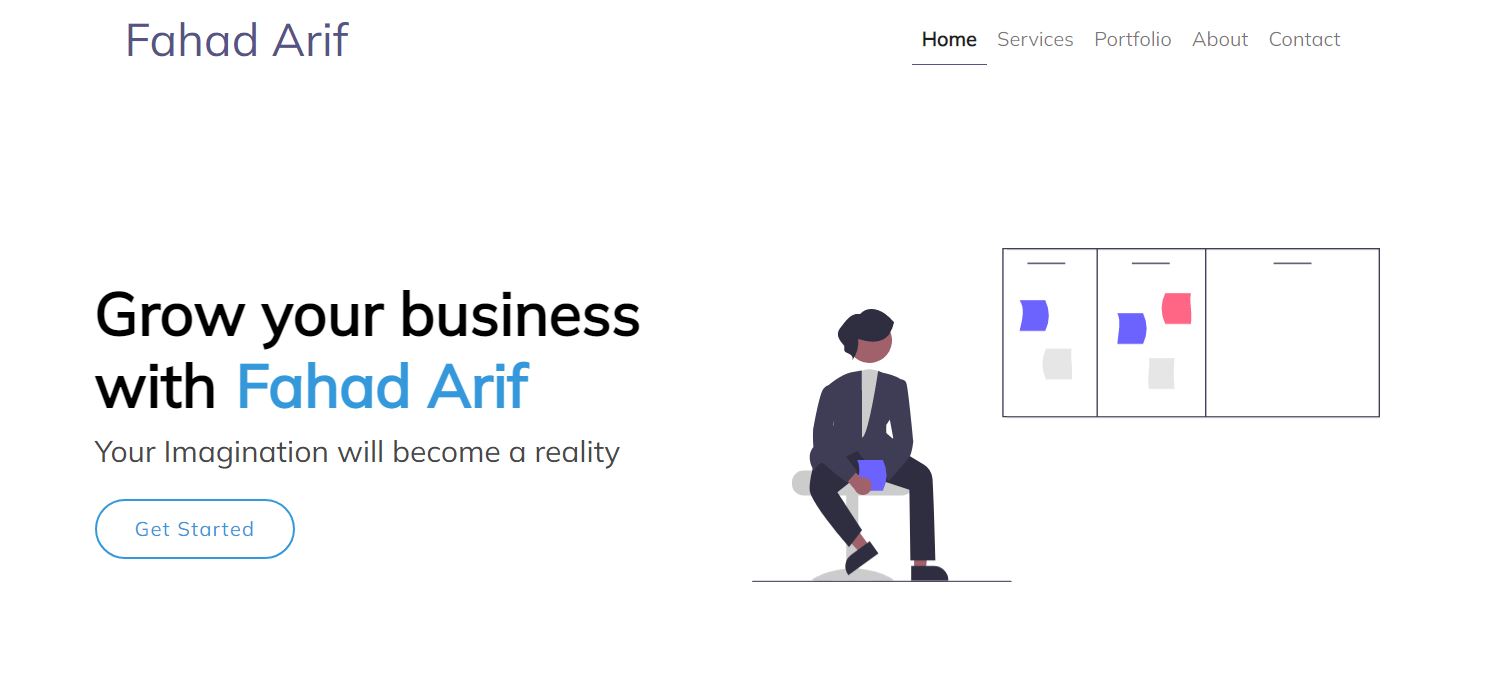 Fahad Arif
Home Services Portfolio About Contact
Grow your business
with Fahad Arif
Your Imagination will become a reality
Get Started